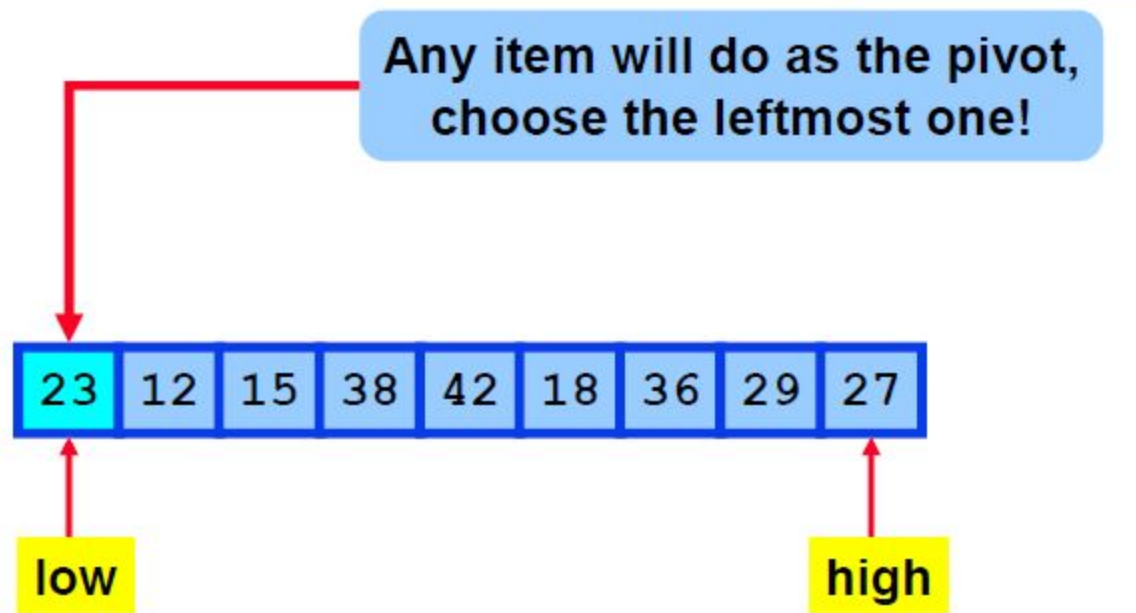 Any item will do as the pivot,
choose the leftmost one!
23 12 15 38 42 18 36 29 27
low high